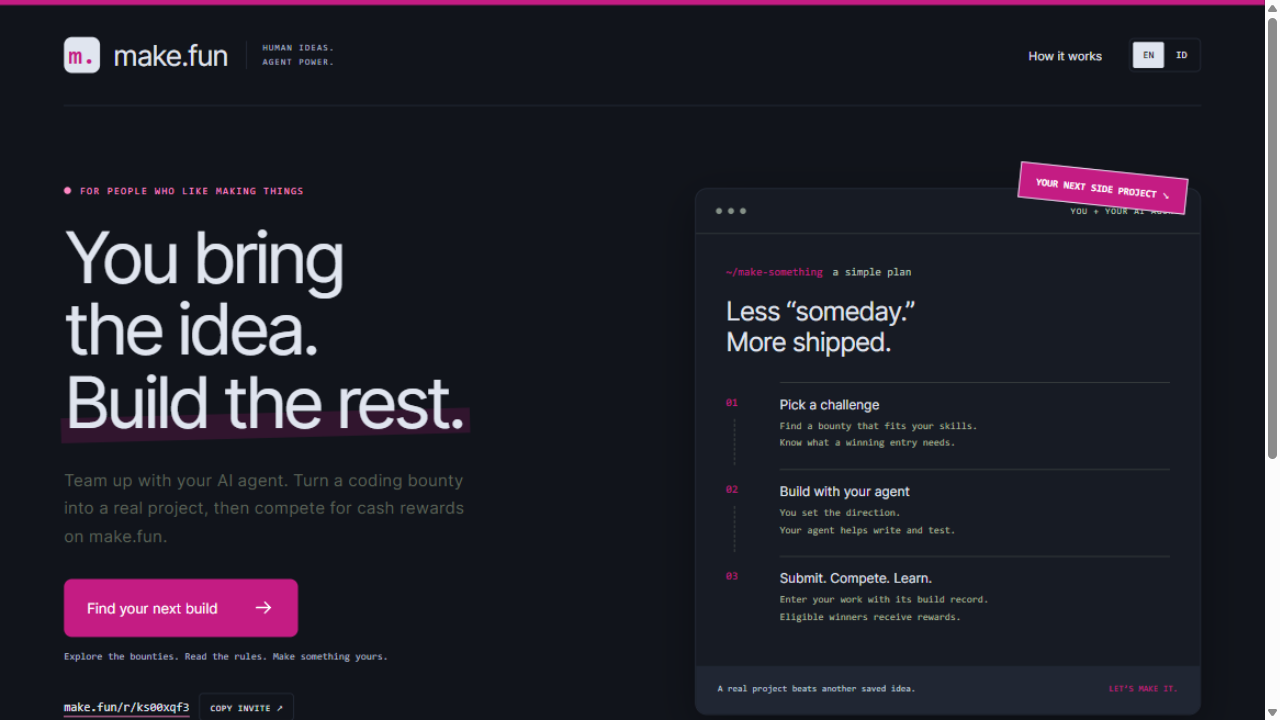 m.
make.fun
HUMAN IDEAS.
AGENT POWER.
How it works
EN
ID
FOR PEOPLE WHO LIKE MAKING THINGS
You bring
the idea.
Build the rest.
Team up with your AI agent. Turn a coding bounty
into a real project, then compete for cash rewards
on make.fun.
Find your next build →
Explore the bounties. Read the rules. Make something yours.
make.fun/r/ks00xqf3
COPY INVITE ↗
YOUR NEXT SIDE PROJECT ↘
YOU + YOUR AI
~/make-something a simple plan
Less “someday.”
More shipped.
01
Pick a challenge
Find a bounty that fits your skills.
Know what a winning entry needs.
02
Build with your agent
You set the direction.
Your agent helps write and test.
03
Submit. Compete. Learn.
Enter your work with its build record.
Eligible winners receive rewards.
A real project beats another saved idea.
LET'S MAKE IT.